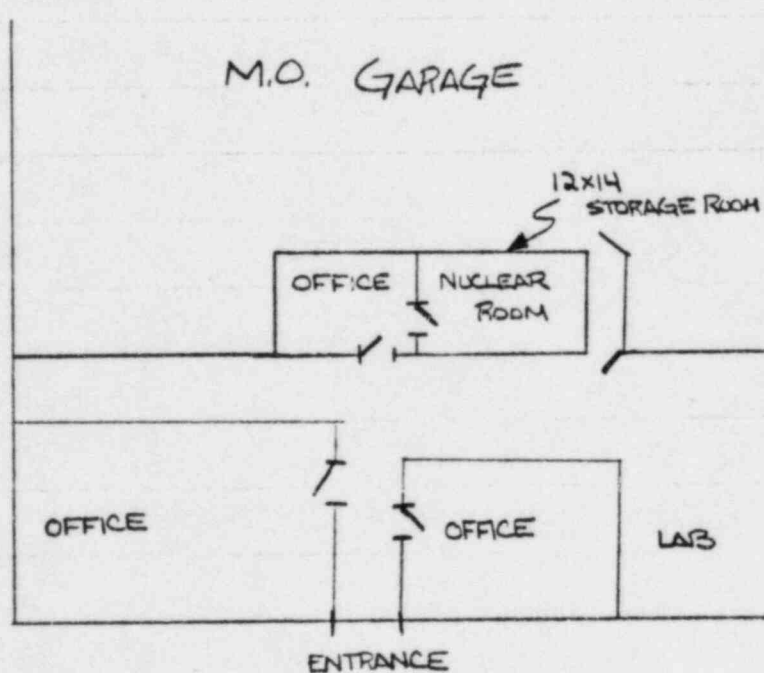 M.O. GARAGE
12x14
STORAGE ROOM
OFFICE
NUCLEAR
ROOM
OFFICE
OFFICE
LAB
ENTRANCE